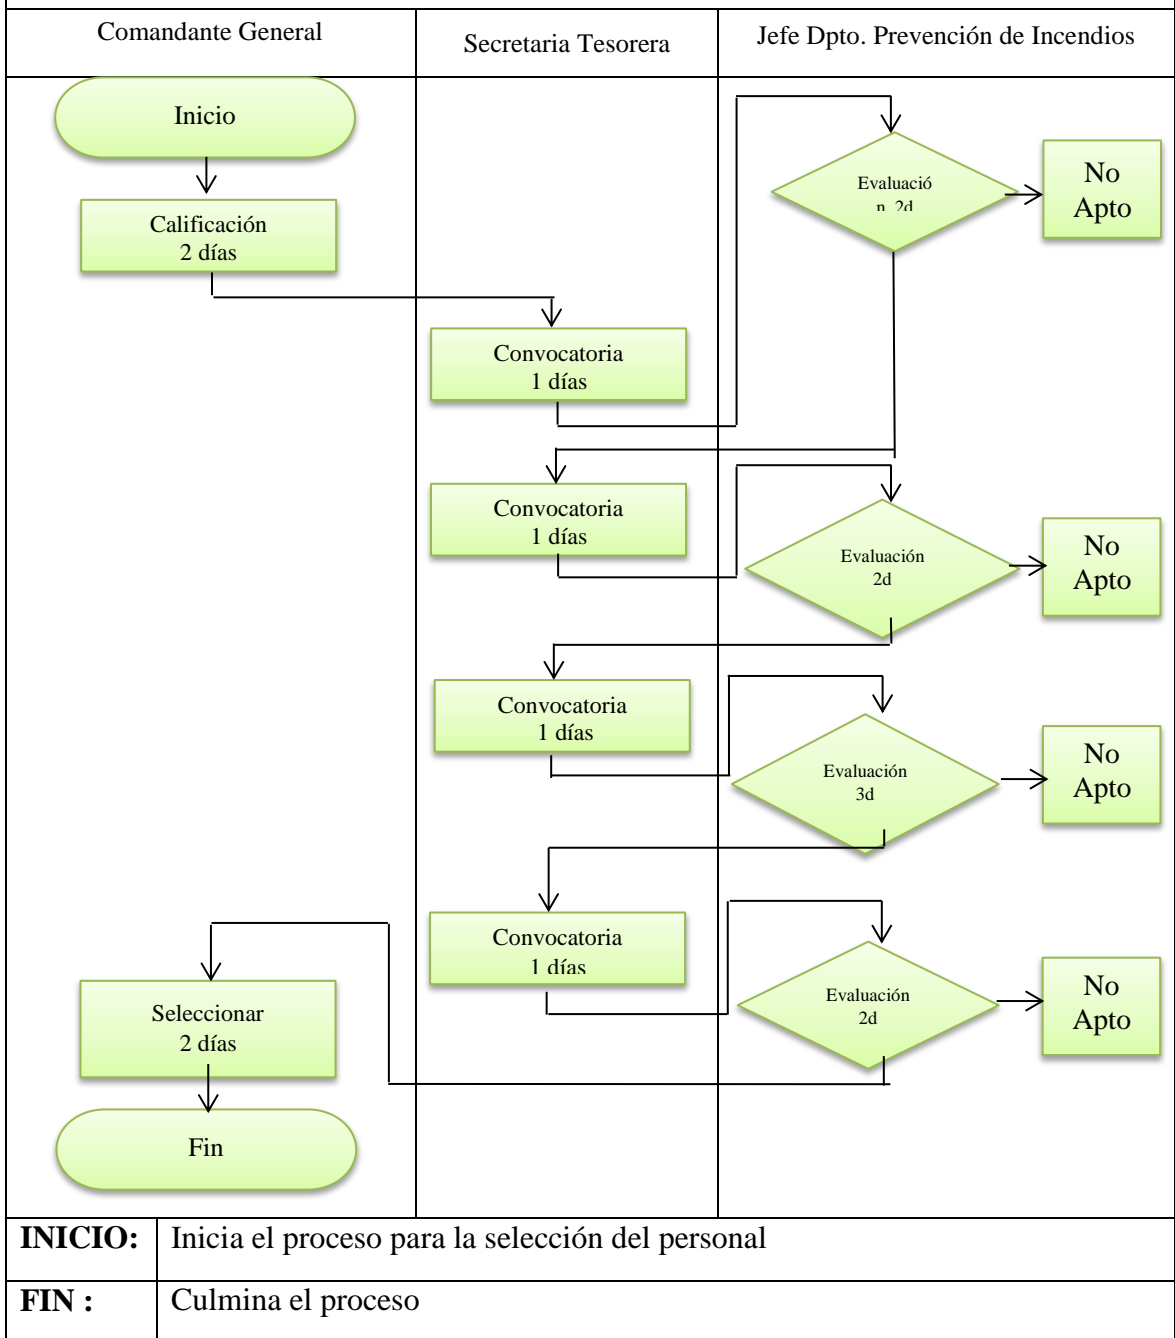 Comandante General
Secretaria Tesorera
Jefe Dpto. Prevención de Incendios
Inicio
Calificación
2 días
Convocatoria
1 días
Evaluació
n 2d
No
Apto
Convocatoria
1 días
Evaluación
2d
No
Apto
Convocatoria
1 días
Evaluación
3d
No
Apto
Convocatoria
1 días
Evaluación
2d
No
Apto
Seleccionar
2 días
Fin
INICIO: Inicia el proceso para la selección del personal
FIN : Culmina el proceso